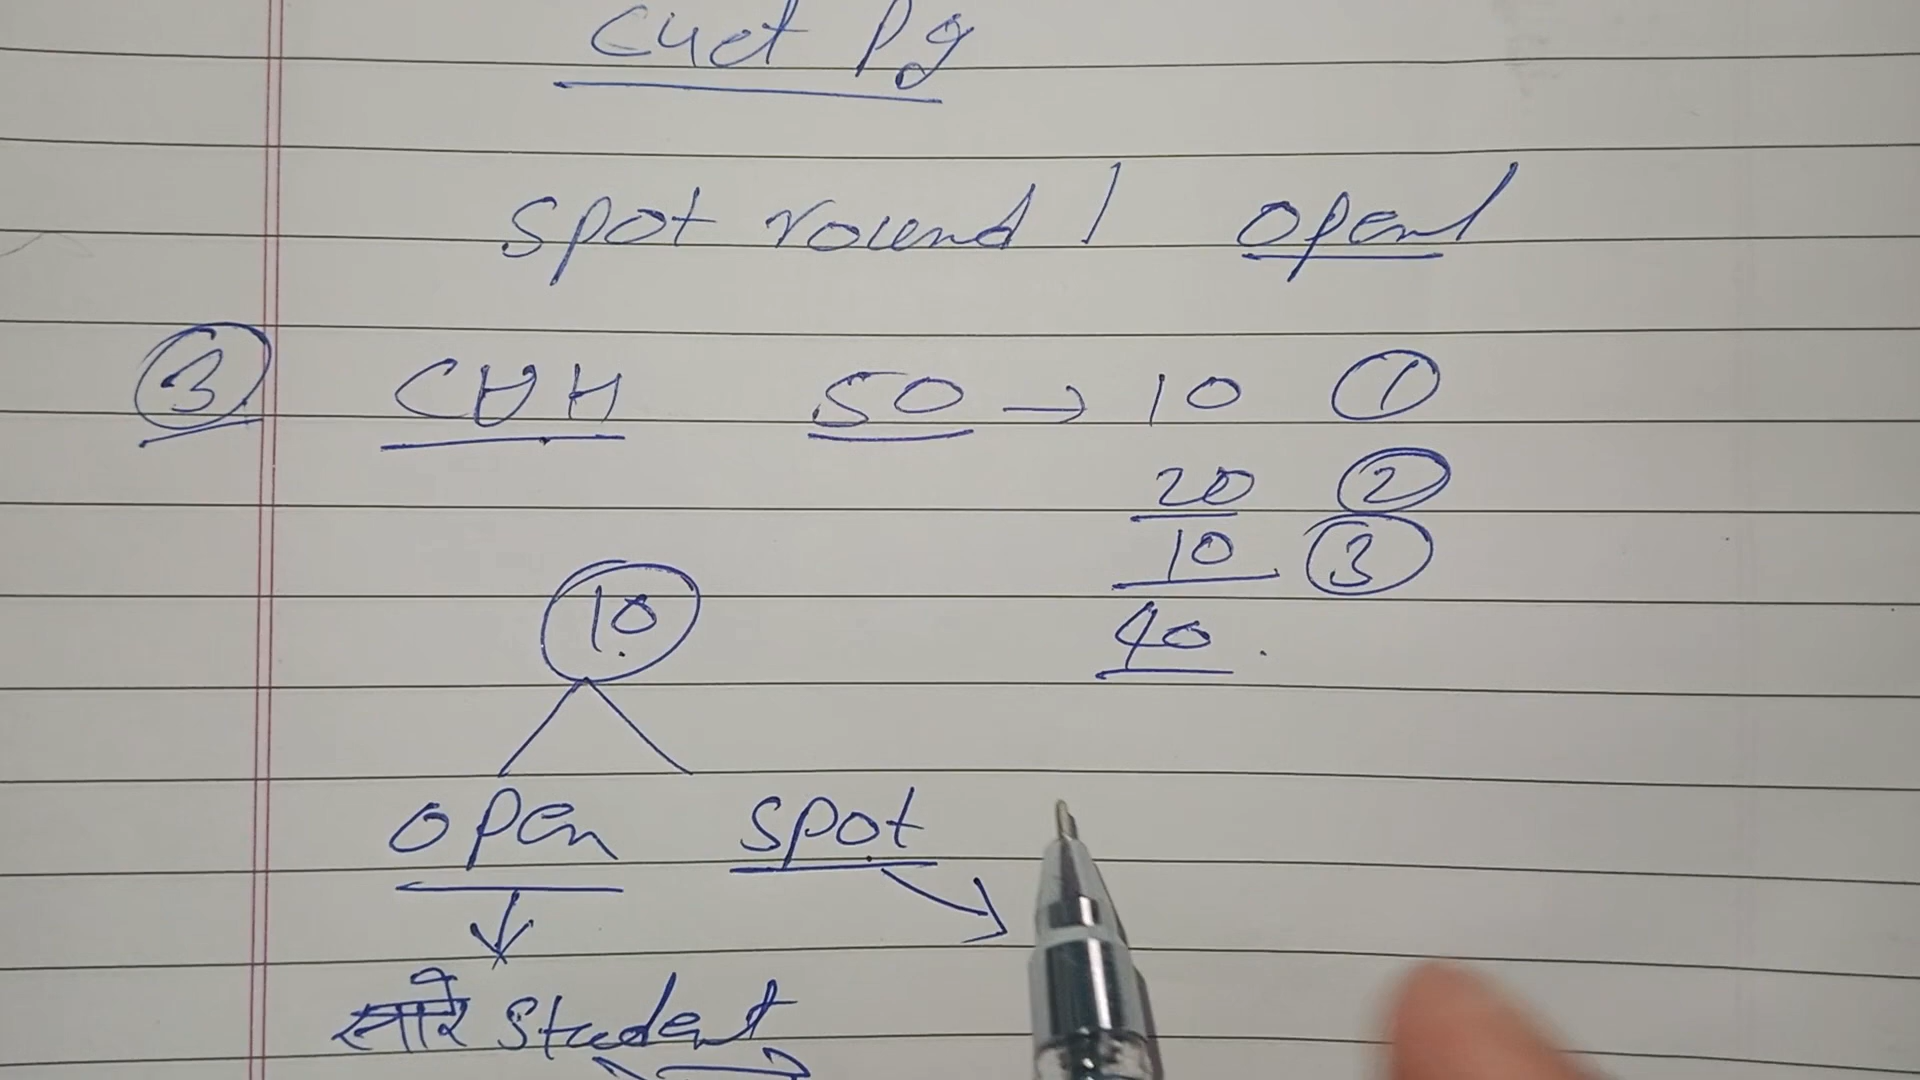 Cuet Pg
Spot round / open/
3 CUH 50 → 10 1
20 2
10 3
40
10
open spot
सारे student